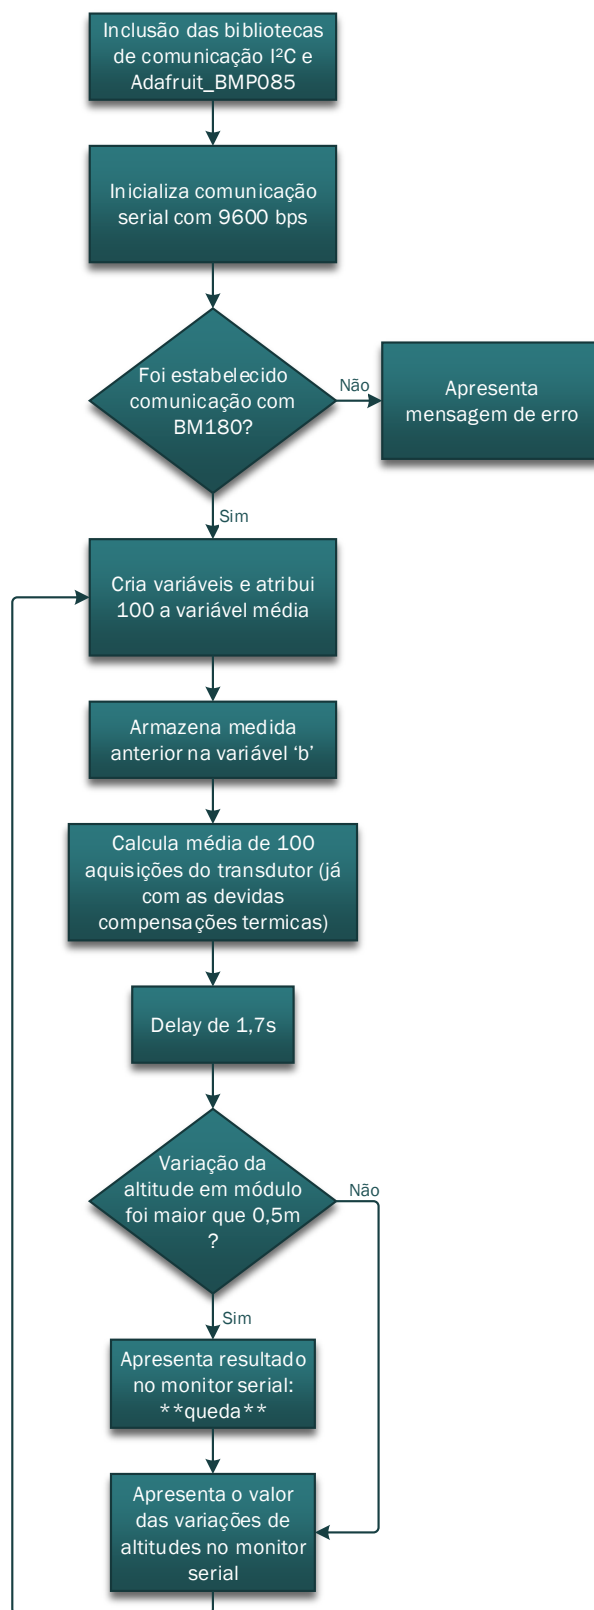 Inclusão das bibliotecas
de comunicação I²C e
Adafruit_BMP085
Inicializa comunicação
serial com 9600 bps
Foi estabelecido
comunicação com
BM180?
Não
Apresenta
mensagem de erro
Sim
Cria variáveis e atribui
100 a variável média
Armazena medida
anterior na variável ‘b’
Calcula média de 100
aquisições do transdutor (já
com as devidas
compensações termicas)
Delay de 1,7s
Variação da
altitude em módulo
foi maior que 0,5m
?
Não
Sim
Apresenta resultado
no monitor serial:
**queda**
Apresenta o valor
das variações de
altitudes no monitor
serial